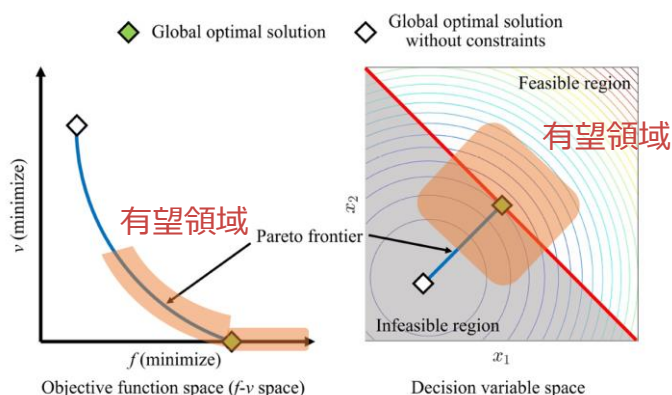 Global optimal solution
Global optimal solution
without constraints
v (minimize)
有望領域
Pareto frontier
f (minimize)
Objective function space (f-v space)
Feasible region
有望領域
x2
Infeasible region
x1
Decision variable space